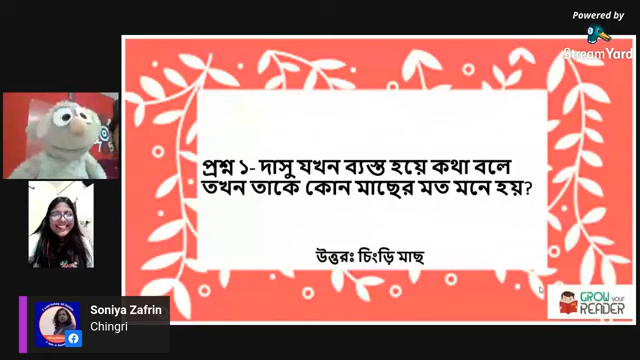 Powered by
StreamYard
প্রশ্ন ১- দাসু যখন ব্যস্ত হয়ে কথা বলে
তখন তাকে কোন মাছের মত মনে হয়?
উত্তরঃ চিংড়ি মাছ
Soniya Zafrin
Chingri
GROW YOUR
READER